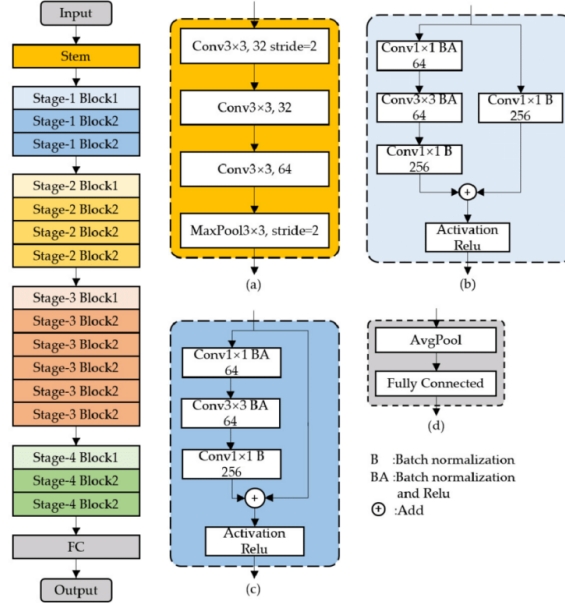 Input
Stem
Stage-1 Block1
Stage-1 Block2
Stage-1 Block2
Stage-2 Block1
Stage-2 Block2
Stage-2 Block2
Stage-2 Block2
Stage-3 Block1
Stage-3 Block2
Stage-3 Block2
Stage-3 Block2
Stage-3 Block2
Stage-3 Block2
Stage-4 Block1
Stage-4 Block2
Stage-4 Block2
FC
Output
Conv3×3, 32 stride=2
Conv3×3, 32
Conv3×3, 64
MaxPool3×3, stride=2
(a)
Conv1×1 BA
64
Conv3×3 BA
64
Conv1×1 B
256
Conv1×1 B
256
+
Activation
Relu
(b)
Conv1×1 BA
64
Conv3×3 BA
64
Conv1×1 B
256
+
Activation
Relu
(c)
AvgPool
Fully Connected
(d)
B :Batch normalization
BA :Batch normalization
and Relu
+ :Add